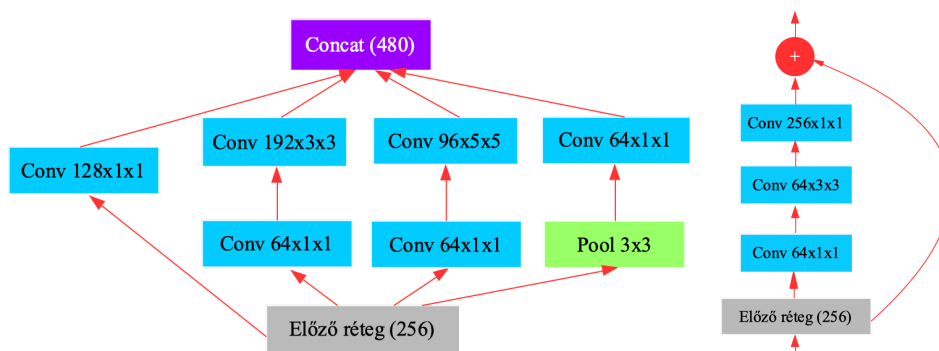 Concat (480)
Conv 128x1x1
Conv 192x3x3
Conv 96x5x5
Conv 64x1x1
Conv 64x1x1
Conv 64x1x1
Pool 3x3
Előző réteg (256)
+
Conv 256x1x1
Conv 64x3x3
Conv 64x1x1
Előző réteg (256)